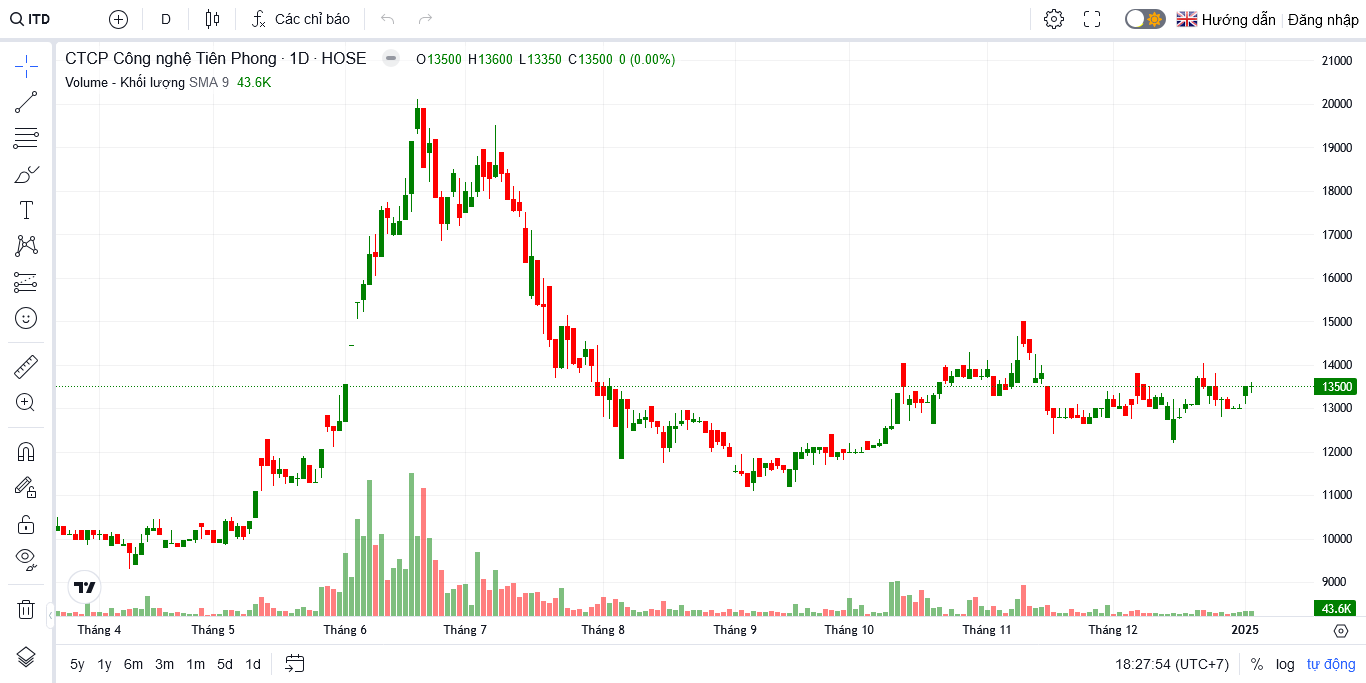 ITD D Các chỉ báo Hướng dẫn Đăng nhập
CTCP Công nghệ Tiên Phong · 1D · HOSE O13500 H13600 L13350 C13500 0 (0.00%)
Volume - Khối lượng SMA 9 43.6K
21000
20000
19000
18000
17000
16000
15000
14000
13500
13000
12000
11000
10000
9000
43.6K
Tháng 4 Tháng 5 Tháng 6 Tháng 7 Tháng 8 Tháng 9 Tháng 10 Tháng 11 Tháng 12 2025
5y 1y 6m 3m 1m 5d 1d 18:27:54 (UTC+7) % log tự động